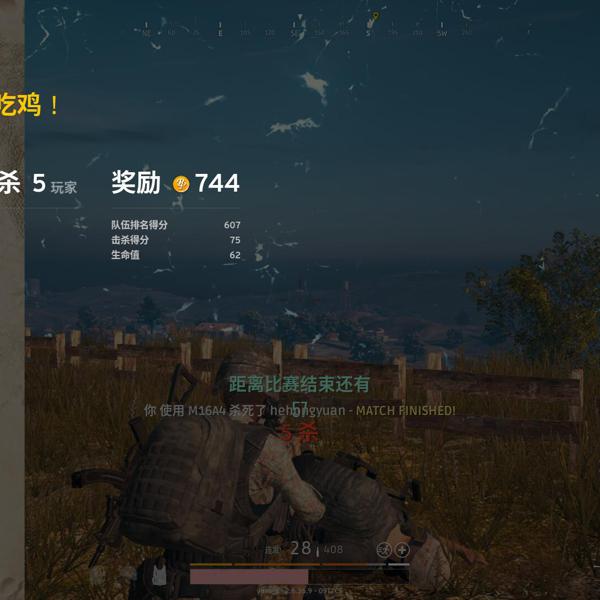 吃鸡！
杀 5 玩家
奖励 744
队伍排名得分 607
击杀得分 75
生命值 62
距离比赛结束还有
57
你 使用 M16A4 杀死了 hehongyuan - MATCH FINISHED!
5 杀
28 408